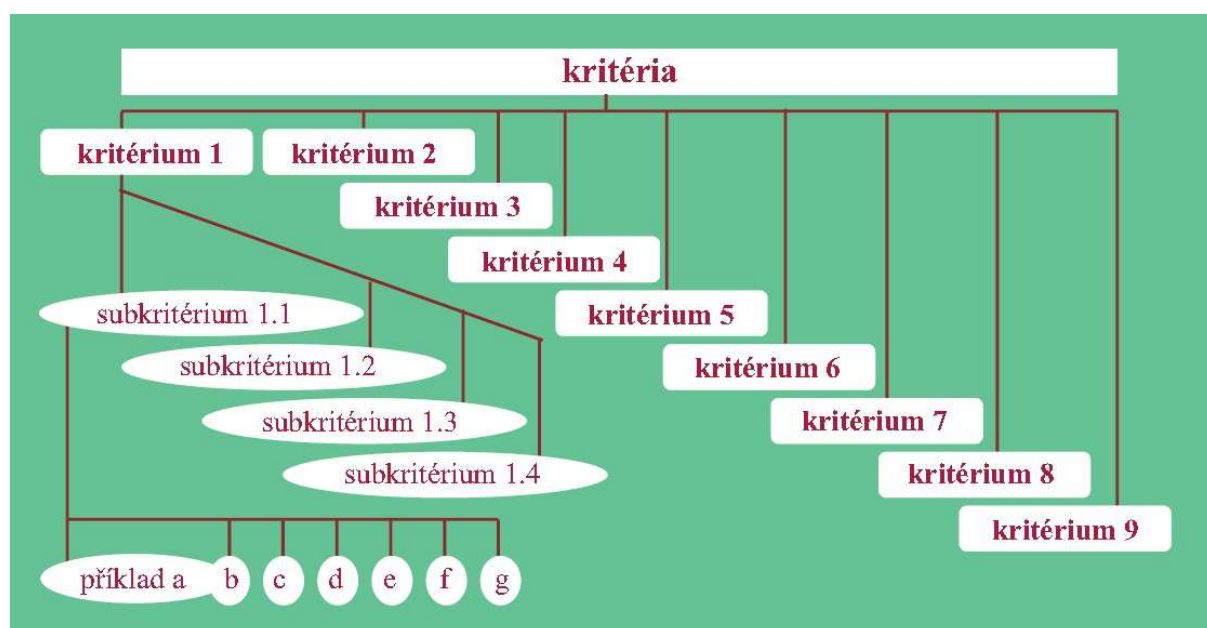 kritéria
kritérium 1
kritérium 2
kritérium 3
kritérium 4
kritérium 5
kritérium 6
kritérium 7
kritérium 8
kritérium 9
subkritérium 1.1
subkritérium 1.2
subkritérium 1.3
subkritérium 1.4
příklad a b c d e f g